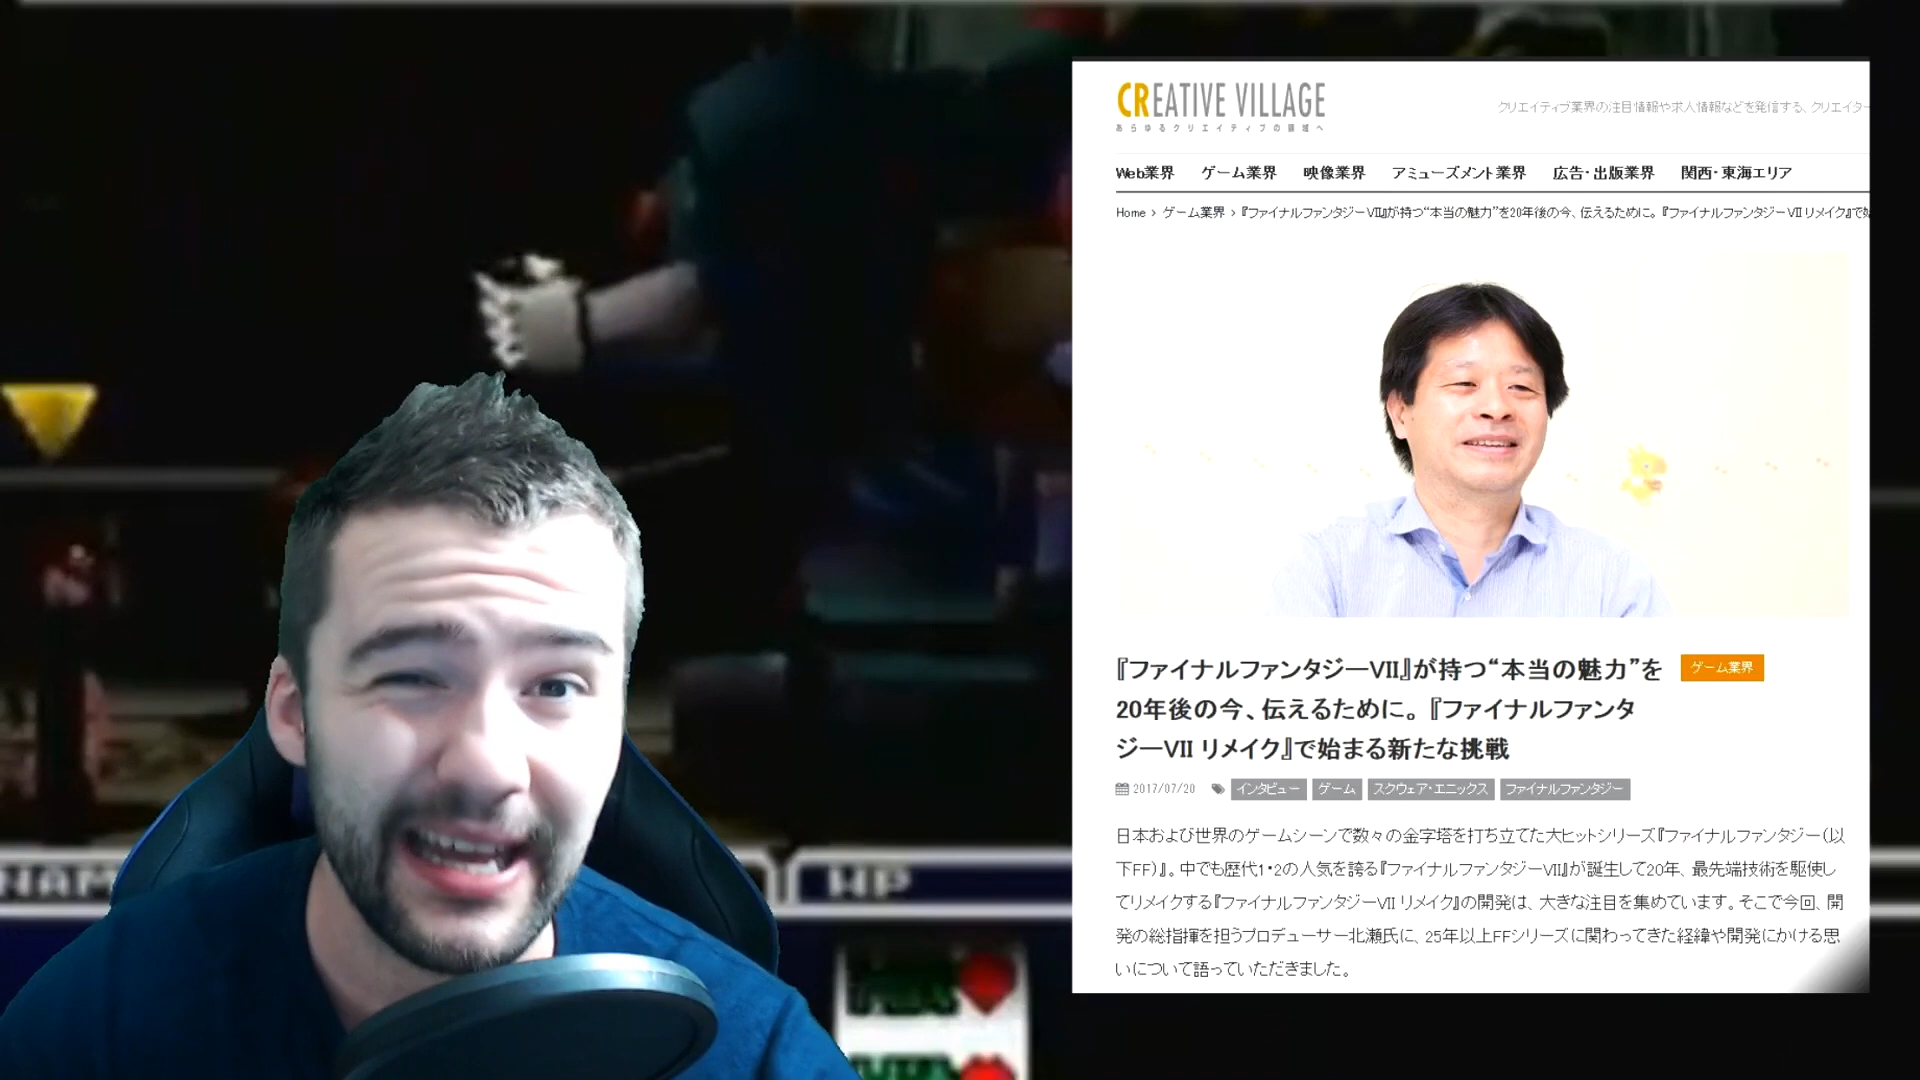 CREATIVE VILLAGE
あらゆるクリエイティブの領域へ
クリエイティブ業界の注目情報や求人情報などを発信する、クリエイター
Web業界 ゲーム業界 映像業界 アミューズメント業界 広告・出版業界 関西・東海エリア
Home › ゲーム業界 › 『ファイナルファンタジーVII』が持つ“本当の魅力”を20年後の今、伝えるために。『ファイナルファンタジーVII リメイク』で始
『ファイナルファンタジーVII』が持つ“本当の魅力”を
20年後の今、伝えるために。『ファイナルファンタ
ジーVII リメイク』で始まる新たな挑戦
ゲーム業界
2017/07/20 インタビュー ゲーム スクウェア・エニックス ファイナルファンタジー
日本および世界のゲームシーンで数々の金字塔を打ち立てた大ヒットシリーズ『ファイナルファンタジー（以
下FF）』。中でも歴代1・2の人気を誇る『ファイナルファンタジーVII』が誕生して20年、最先端技術を駆使し
てリメイクする『ファイナルファンタジーVII リメイク』の開発は、大きな注目を集めています。そこで今回、開
発の総指揮を担うプロデューサー北瀬氏に、25年以上FFシリーズに関わってきた経緯や開発にかける思
いについて語っていただきました。
NAM
WP